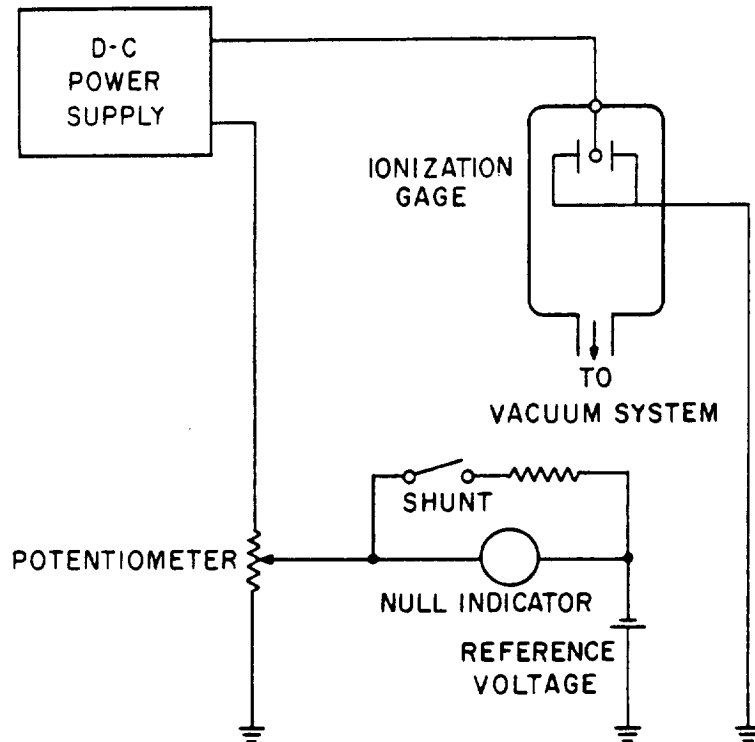 D-C
POWER
SUPPLY
IONIZATION
GAGE
TO
VACUUM SYSTEM
SHUNT
POTENTIOMETER
NULL INDICATOR
REFERENCE
VOLTAGE